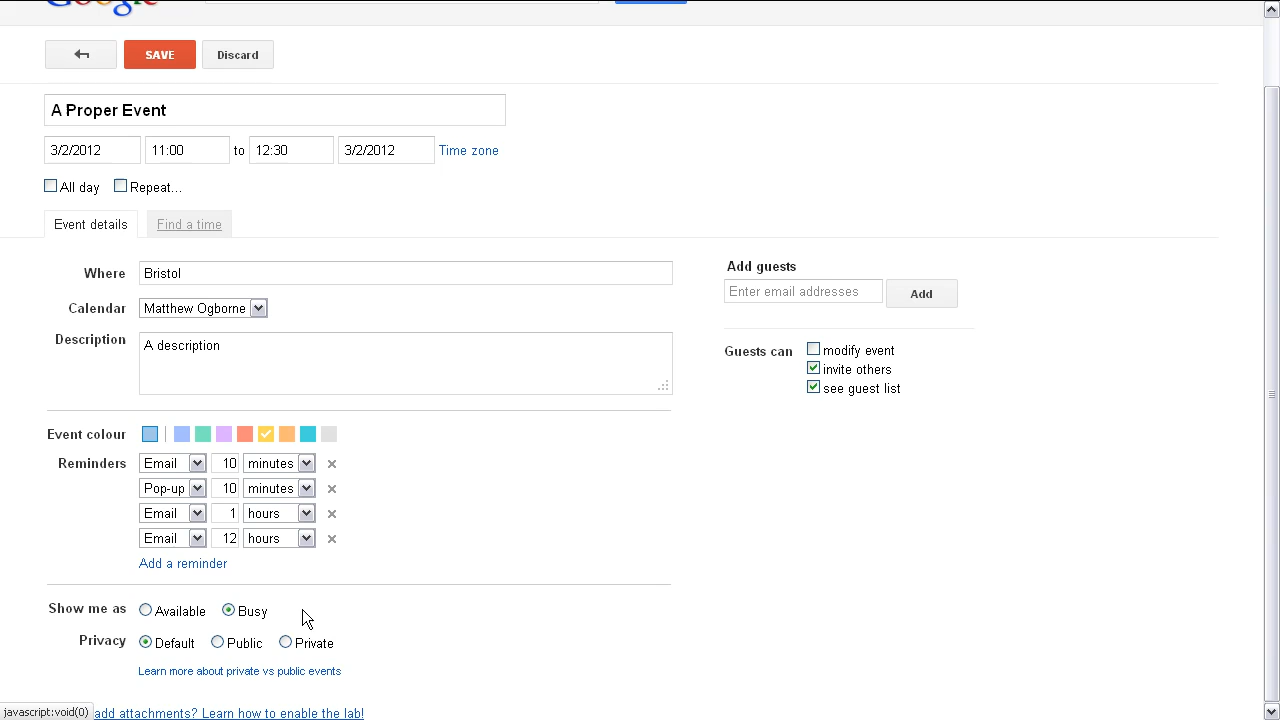 Google
SAVE
Discard
A Proper Event
3/2/2012 11:00 to 12:30 3/2/2012 Time zone
All day Repeat...
Event details Find a time
Where Bristol
Calendar Matthew Ogborne
Description A description
Add guests
Enter email addresses Add
Guests can modify event
invite others
see guest list
Event colour
Reminders Email 10 minutes
Pop-up 10 minutes
Email 1 hours
Email 12 hours
Add a reminder
Show me as Available Busy
Privacy Default Public Private
Learn more about private vs public events
javascript:void(0) add attachments? Learn how to enable the lab!